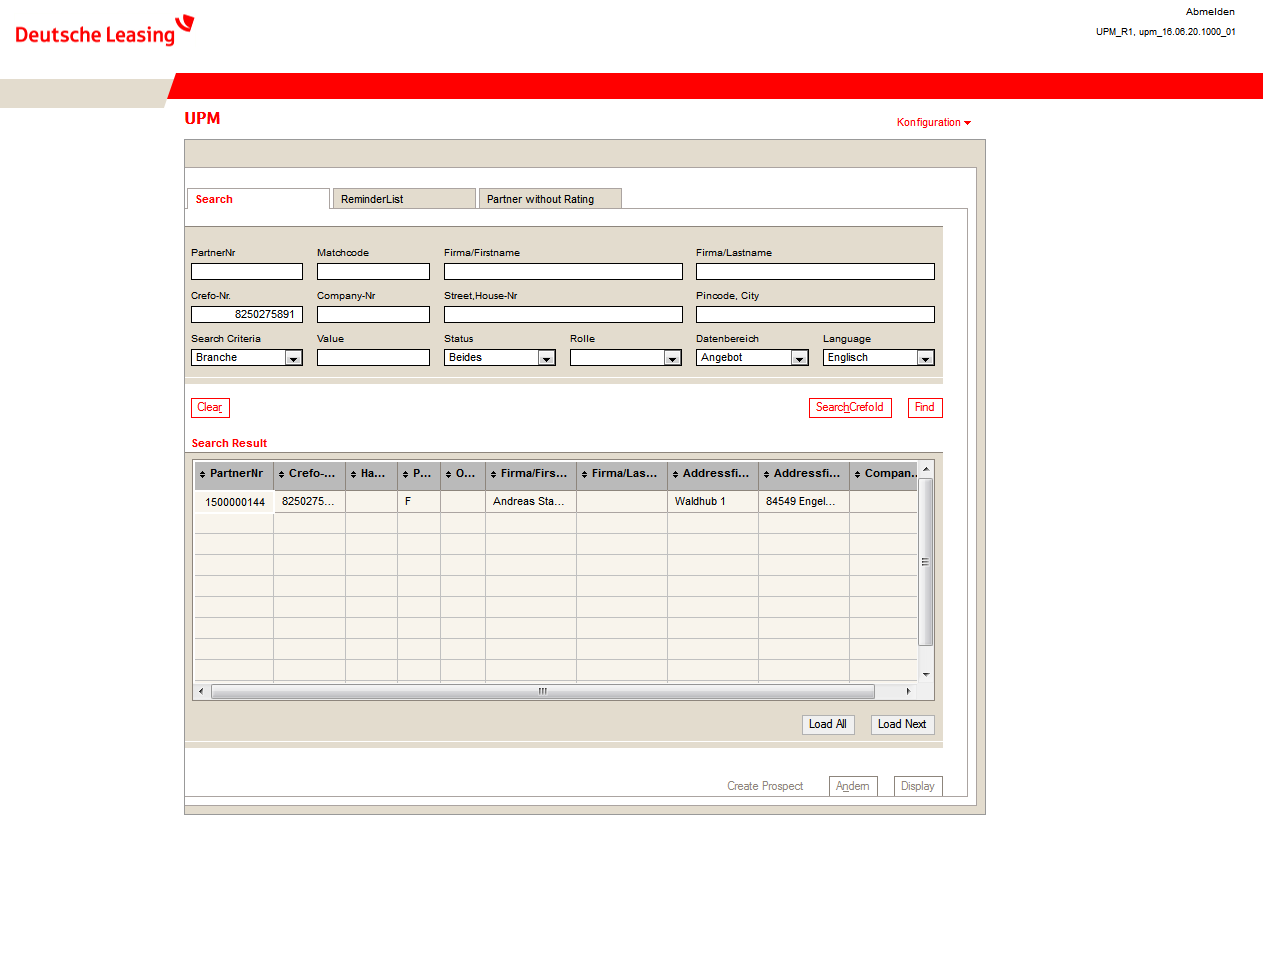 Abmelden
Deutsche Leasing
UPM_R1, upm_16.06.20.1000_01
UPM
Konfiguration
Search ReminderList Partner without Rating
PartnerNr Matchcode Firma/Firstname Firma/Lastname
Crefo-Nr. Company-Nr Street,House-Nr Pincode, City
8250275891
Search Criteria Value Status Rolle Datenbereich Language
Branche Beides Angebot Englisch
Clear SearchCrefoId Find
Search Result
PartnerNr Crefo-... Ha... P... O... Firma/Firs... Firma/Las... Addressfi... Addressfi... Compan...
1500000144 8250275... F Andreas Sta... Waldhub 1 84549 Engel...
Load All Load Next
Create Prospect Ändern Display